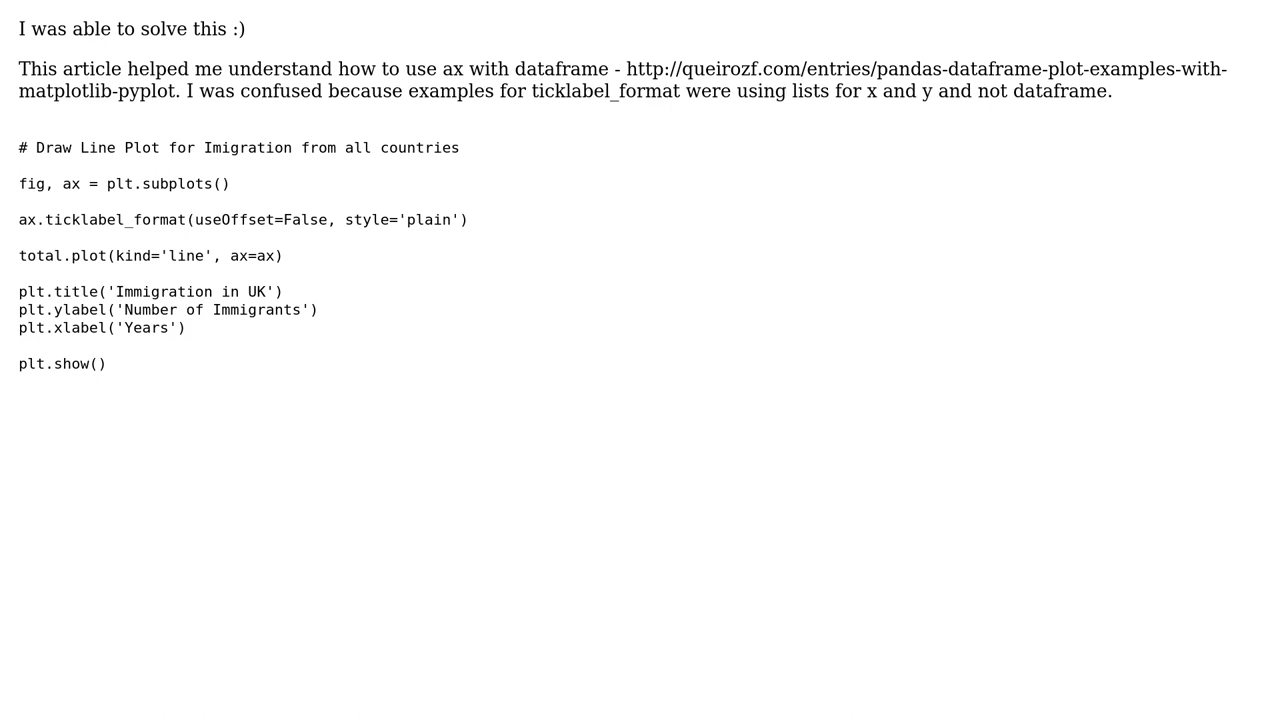 I was able to solve this :)
This article helped me understand how to use ax with dataframe - http://queirozf.com/entries/pandas-dataframe-plot-examples-with-
matplotlib-pyplot. I was confused because examples for ticklabel_format were using lists for x and y and not dataframe.
# Draw Line Plot for Imigration from all countries
fig, ax = plt.subplots()
ax.ticklabel_format(useOffset=False, style='plain')
total.plot(kind='line', ax=ax)
plt.title('Immigration in UK')
plt.ylabel('Number of Immigrants')
plt.xlabel('Years')
plt.show()